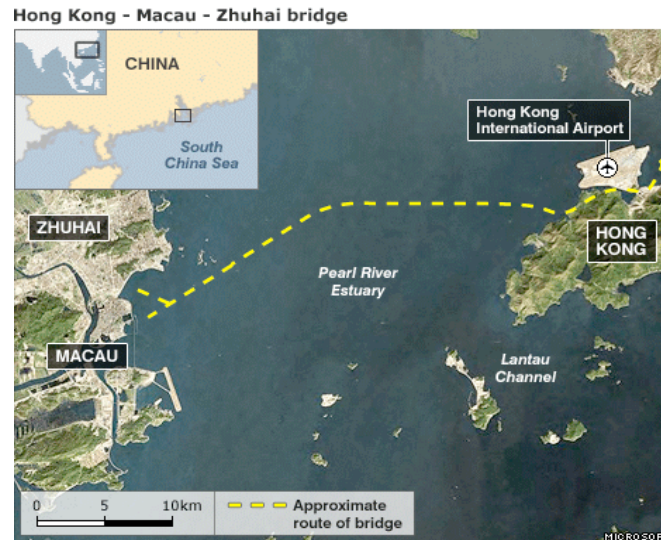 Hong Kong - Macau - Zhuhai bridge
CHINA
South
China Sea
Hong Kong
International Airport
ZHUHAI
HONG
KONG
Pearl River
Estuary
MACAU
Lantau
Channel
0 5 10km
Approximate
route of bridge
MICROSOF